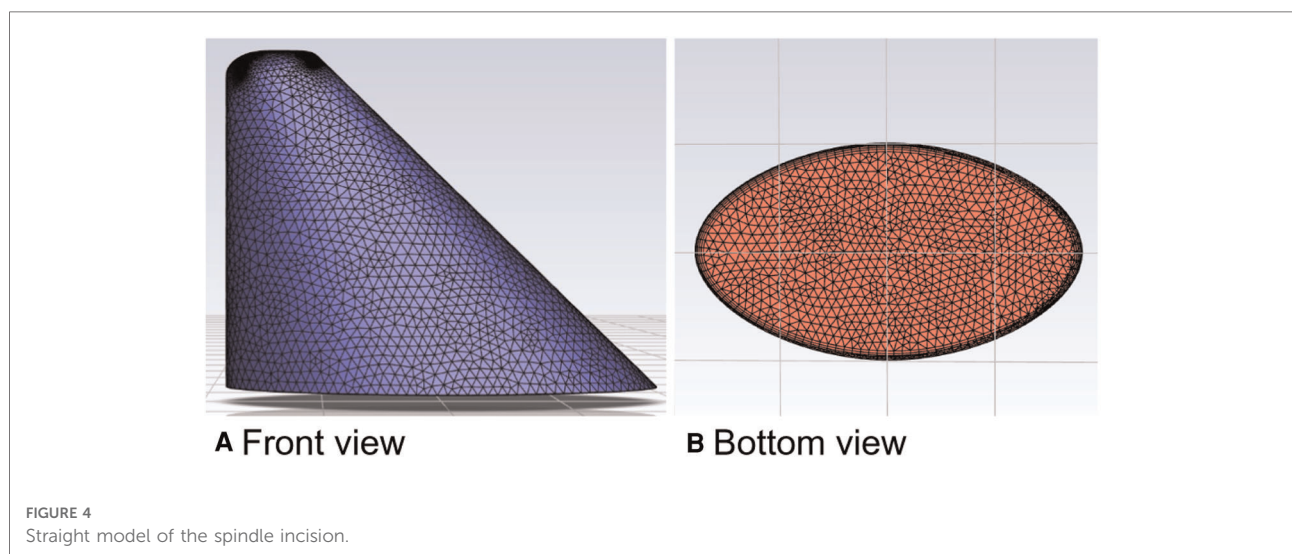 A Front view
B Bottom view
FIGURE 4
Straight model of the spindle incision.